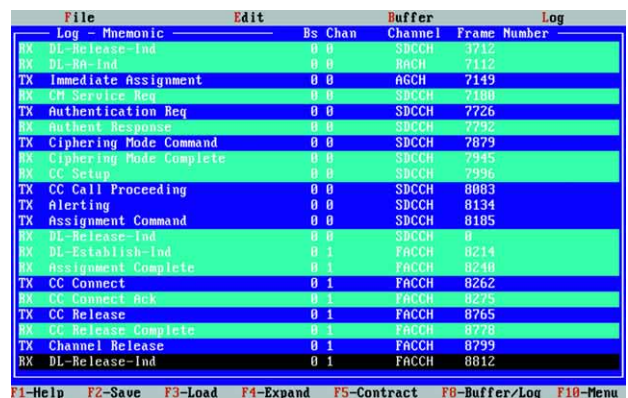 File Edit Buffer Log
Log - Mnemonic Bs Chan Channel Frame Number
RX DL-Release-Ind 0 0 SDCCH 3712
RX DL-RA-Ind 0 0 RACH 7112
TX Immediate Assignment 0 0 AGCH 7149
RX CM Service Req 0 0 SDCCH 7180
TX Authentication Req 0 0 SDCCH 7726
RX Authent Response 0 0 SDCCH 7792
TX Ciphering Mode Command 0 0 SDCCH 7879
RX Ciphering Mode Complete 0 0 SDCCH 7945
RX CC Setup 0 0 SDCCH 7996
TX CC Call Proceeding 0 0 SDCCH 8083
TX Alerting 0 0 SDCCH 8134
TX Assignment Command 0 0 SDCCH 8185
RX DL-Release-Ind 0 0 SDCCH 0
RX DL-Establish-Ind 0 1 FACCH 8214
RX Assignment Complete 0 1 FACCH 8240
TX CC Connect 0 1 FACCH 8262
RX CC Connect Ack 0 1 FACCH 8275
TX CC Release 0 1 FACCH 8765
RX CC Release Complete 0 1 FACCH 8778
TX Channel Release 0 1 FACCH 8799
RX DL-Release-Ind 0 1 FACCH 8812
F1-Help F2-Save F3-Load F4-Expand F5-Contract F8-Buffer/Log F10-Menu